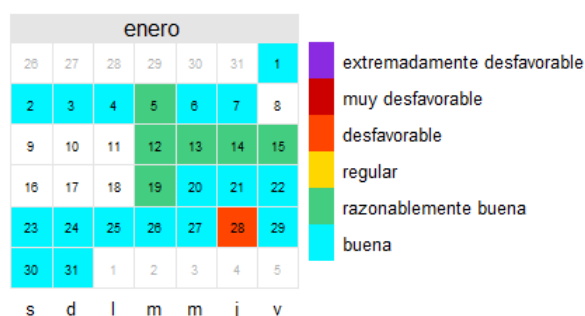 enero
26 27 28 29 30 31 1
2 3 4 5 6 7 8
9 10 11 12 13 14 15
16 17 18 19 20 21 22
23 24 25 26 27 28 29
30 31 1 2 3 4 5
s d l m m j v
extremadamente desfavorable
muy desfavorable
desfavorable
regular
razonablemente buena
buena